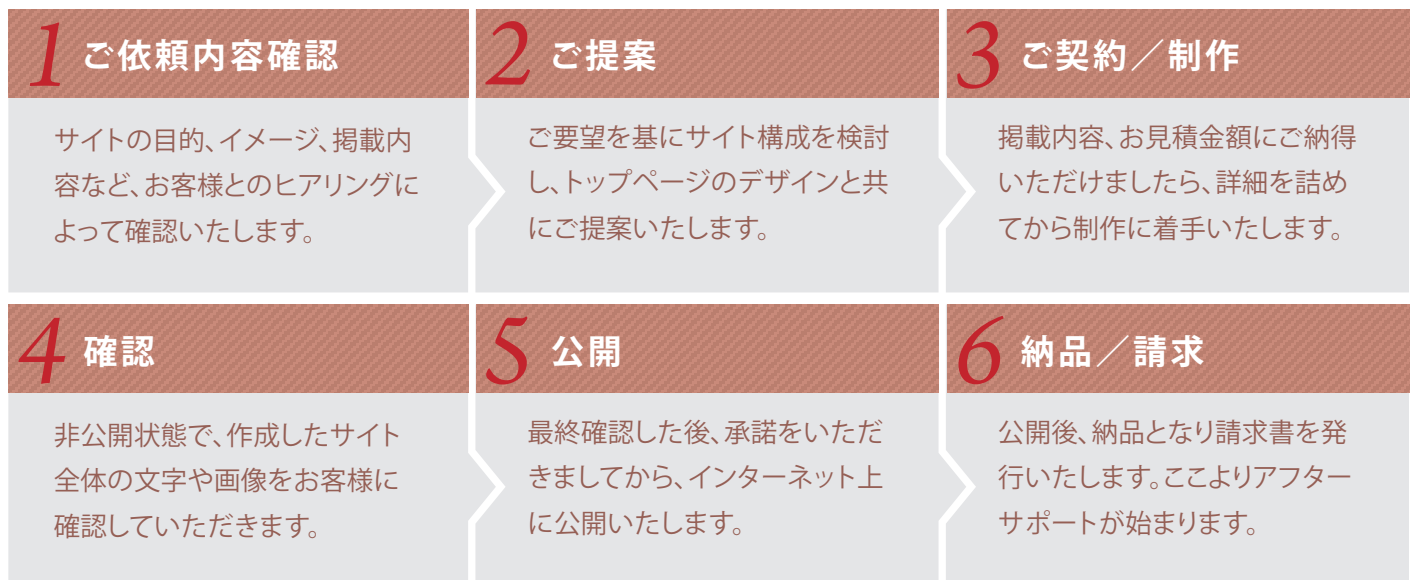 1 ご依頼内容確認
サイトの目的、イメージ、掲載内
容など、お客様とのヒアリングに
よって確認いたします。
2 ご提案
ご要望を基にサイト構成を検討
し、トップページのデザインと共
にご提案いたします。
3 ご契約／制作
掲載内容、お見積金額にご納得
いただけましたら、詳細を詰め
てから制作に着手いたします。
4 確認
非公開状態で、作成したサイト
全体の文字や画像をお客様に
確認していただきます。
5 公開
最終確認した後、承諾をいただ
きましてから、インターネット上
に公開いたします。
6 納品／請求
公開後、納品となり請求書を発
行いたします。ここよりアフター
サポートが始まります。